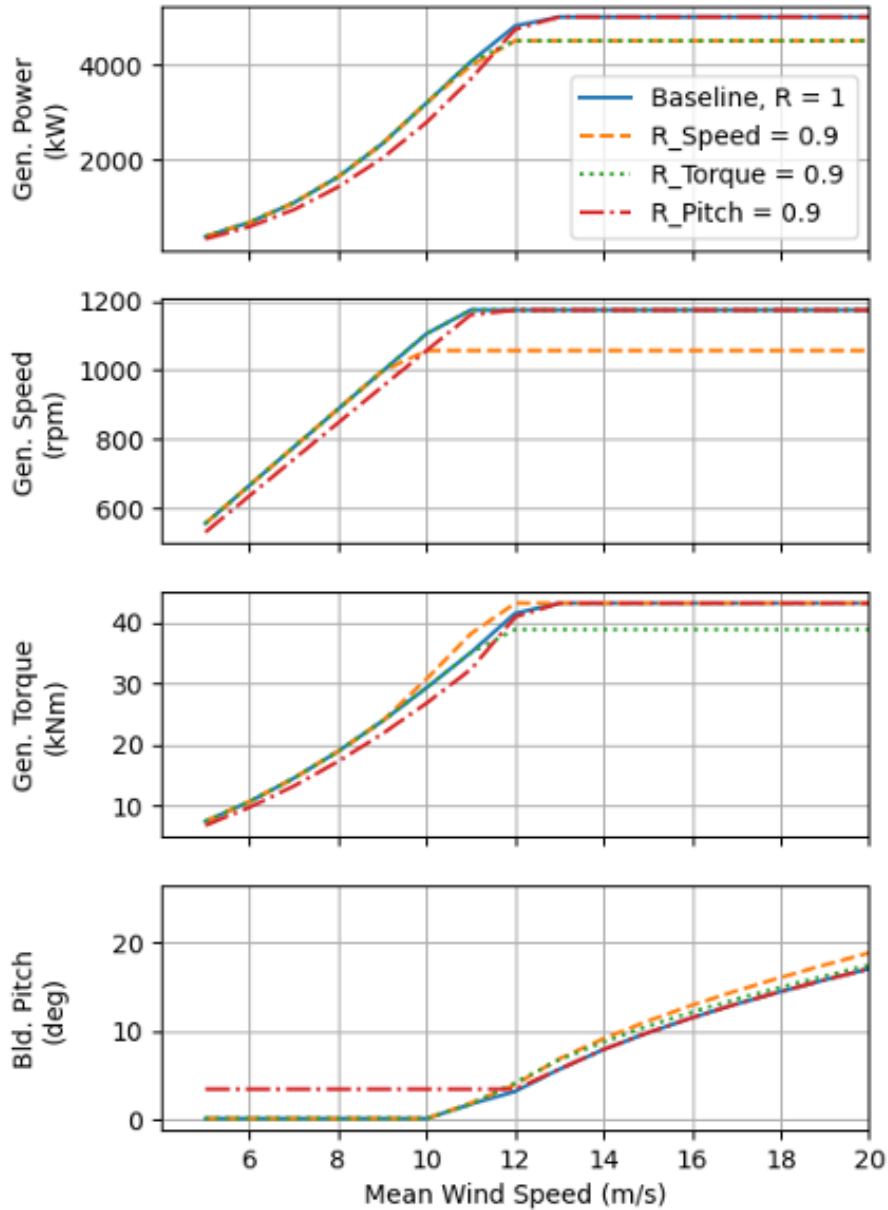 Gen. Power
(kW)
4000
2000
Baseline, R = 1
R_Speed = 0.9
R_Torque = 0.9
R_Pitch = 0.9
Gen. Speed
(rpm)
1200
1000
800
600
Gen. Torque
(kNm)
40
30
20
10
Bld. Pitch
(deg)
20
10
0
6 8 10 12 14 16 18 20
Mean Wind Speed (m/s)